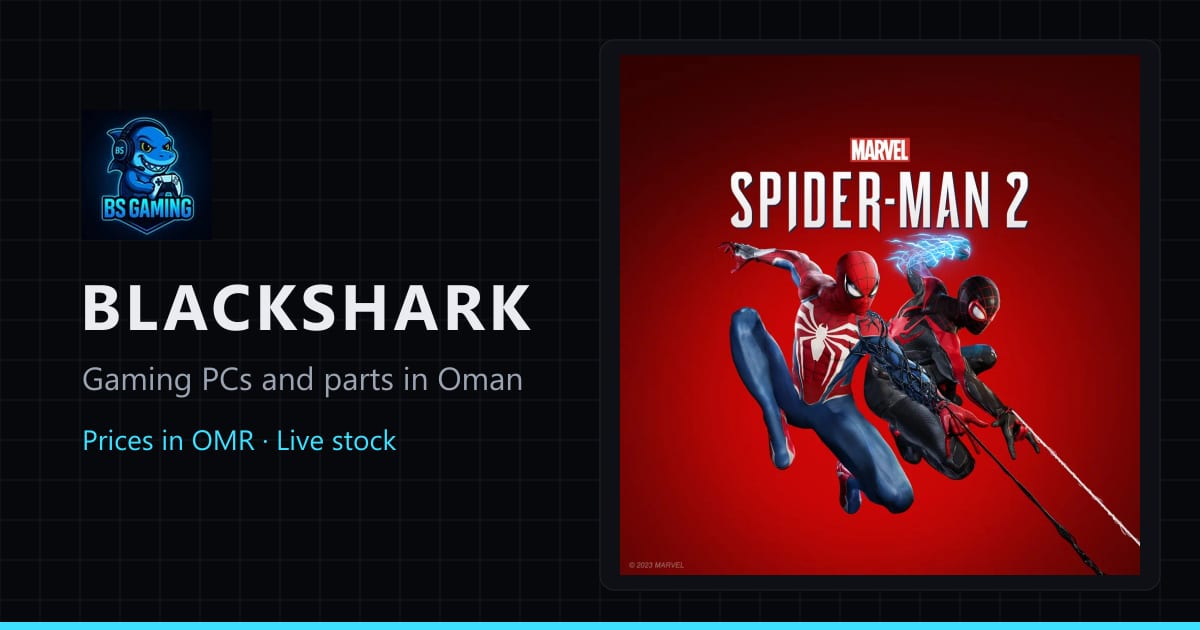 BS
BS GAMING
BLACKSHARK
Gaming PCs and parts in Oman
Prices in OMR · Live stock
MARVEL
SPIDER-MAN 2
© 2023 MARVEL